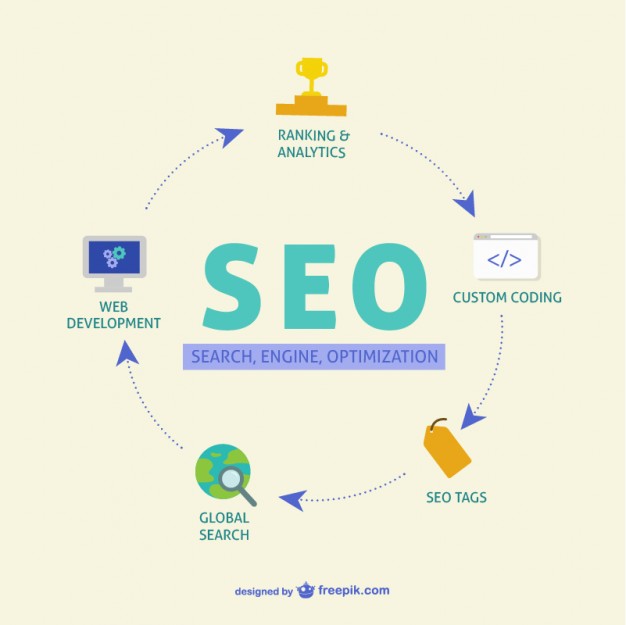 RANKING &
ANALYTICS
</>
CUSTOM CODING
WEB
DEVELOPMENT
SEO
SEARCH, ENGINE, OPTIMIZATION
SEO TAGS
GLOBAL
SEARCH
designed by freepik.com